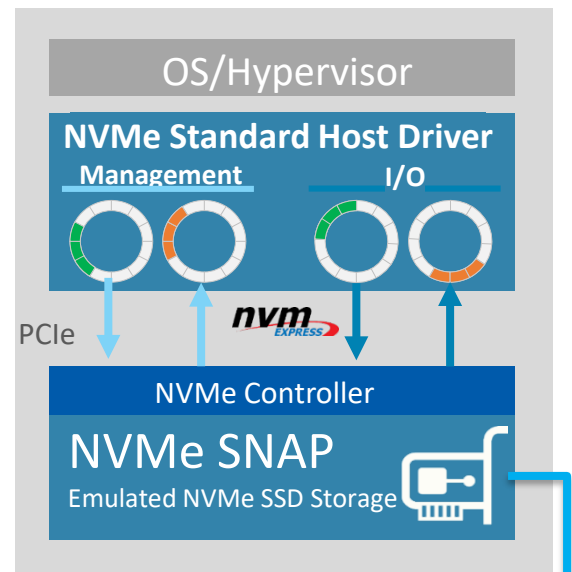 OS/Hypervisor
NVMe Standard Host Driver
Management I/O
PCIe
nvm
EXPRESS
NVMe Controller
NVMe SNAP
Emulated NVMe SSD Storage